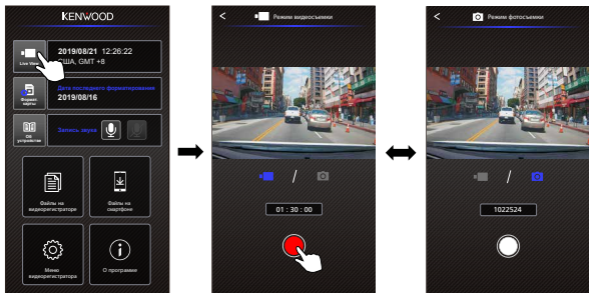 KENWOOD
Live View
2019/08/21 12:26:22
США, GMT +8
Формат.
карты
Дата последнего форматирования
2019/08/16
Об
устройстве
Запись звука
Файлы на
видеорегистраторе
Файлы на
смартфоне
Меню
видеорегистратора
О программе
< Режим видеосъемки
/
01 : 30 : 00
< Режим фотосъемки
/
1022524